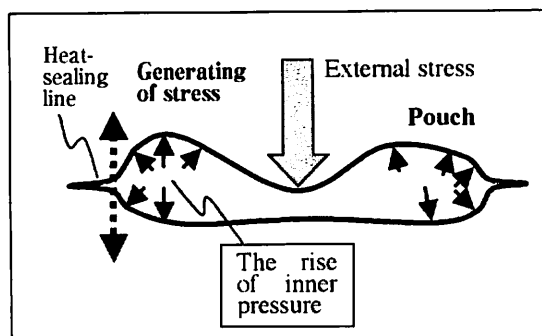 Heat-
sealing
line
Generating
of stress
External stress
Pouch
The rise
of inner
pressure